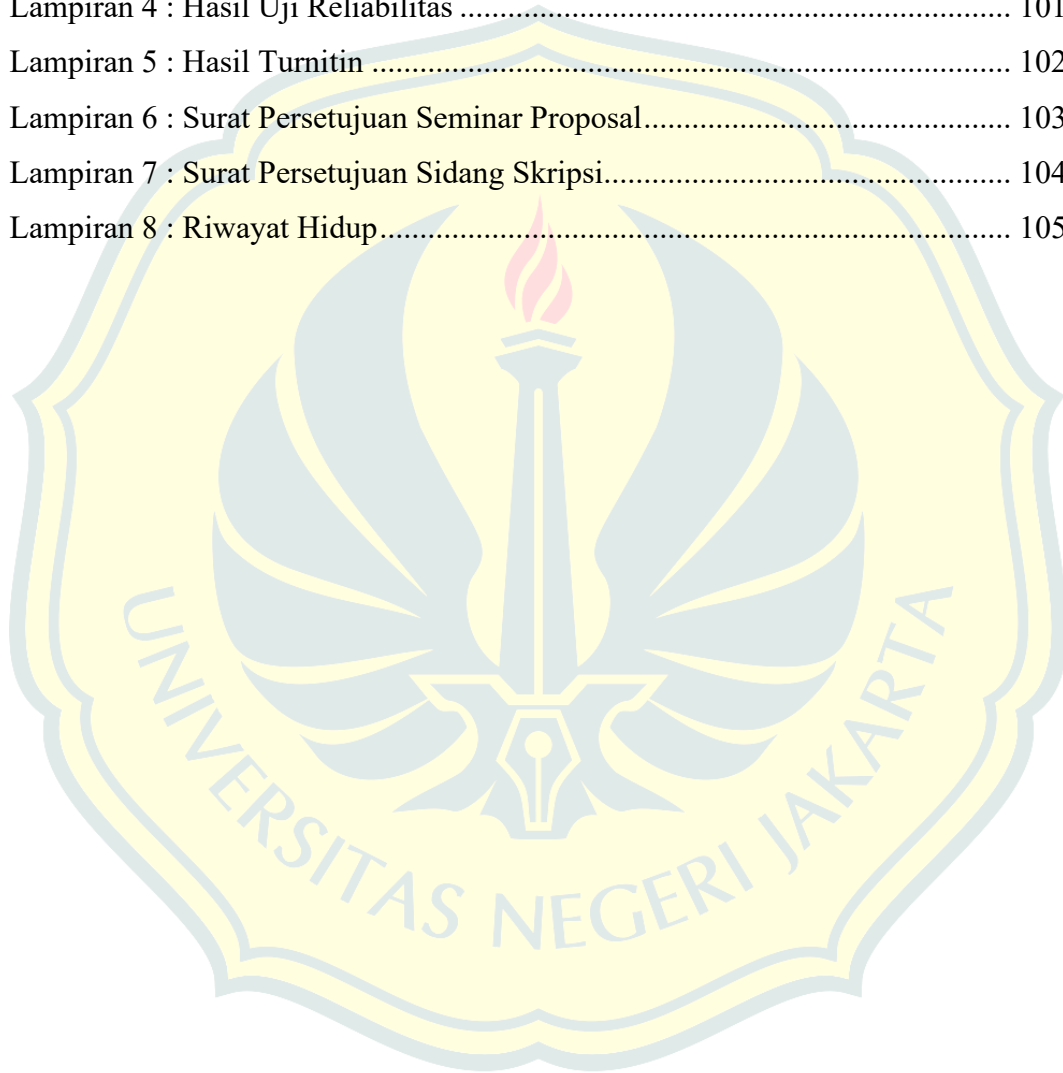 Lampiran 4 : Hasil Uji Reliabilitas ................................................................... 101
Lampiran 5 : Hasil Turnitin .............................................................................. 102
Lampiran 6 : Surat Persetujuan Seminar Proposal............................................. 103
Lampiran 7 : Surat Persetujuan Sidang Skripsi.................................................. 104
Lampiran 8 : Riwayat Hidup............................................................................. 105
UNIVERSITAS NEGERI JAKARTA